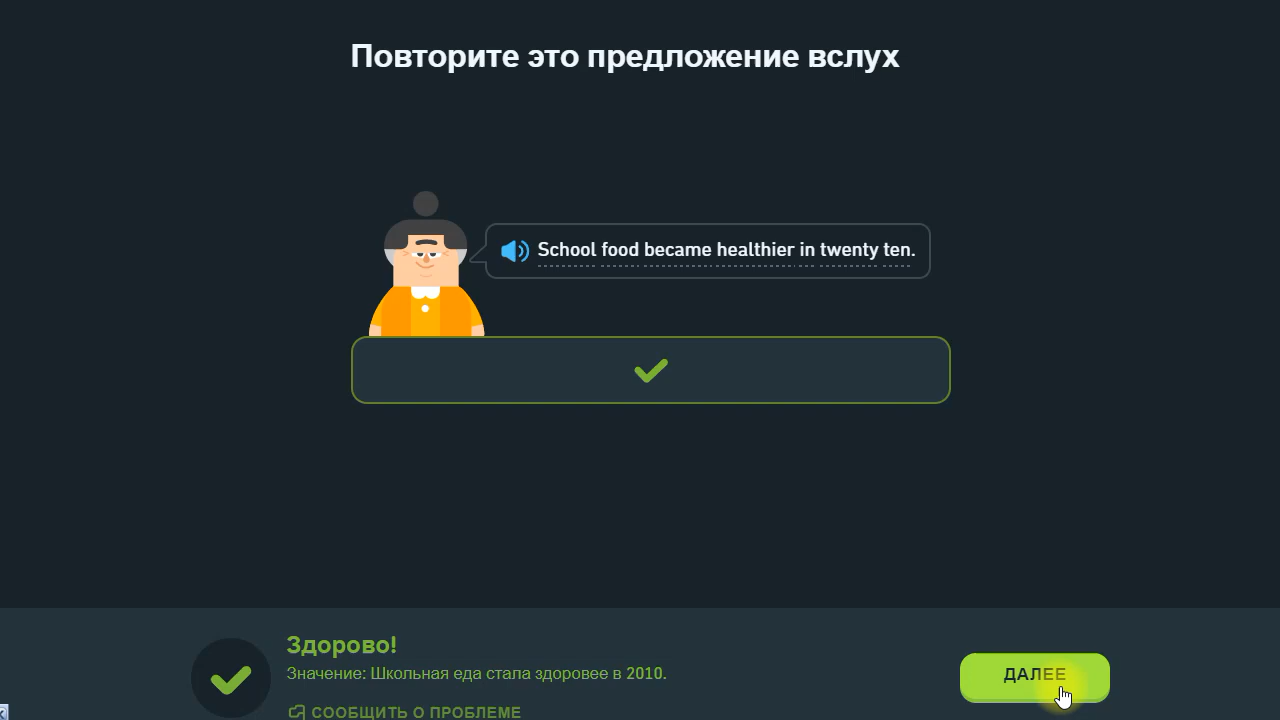 Повторите это предложение вслух
School food became healthier in twenty ten.
Здорово!
Значение: Школьная еда стала здоровее в 2010.
ДАЛЕЕ
СООБЩИТЬ О ПРОБЛЕМЕ